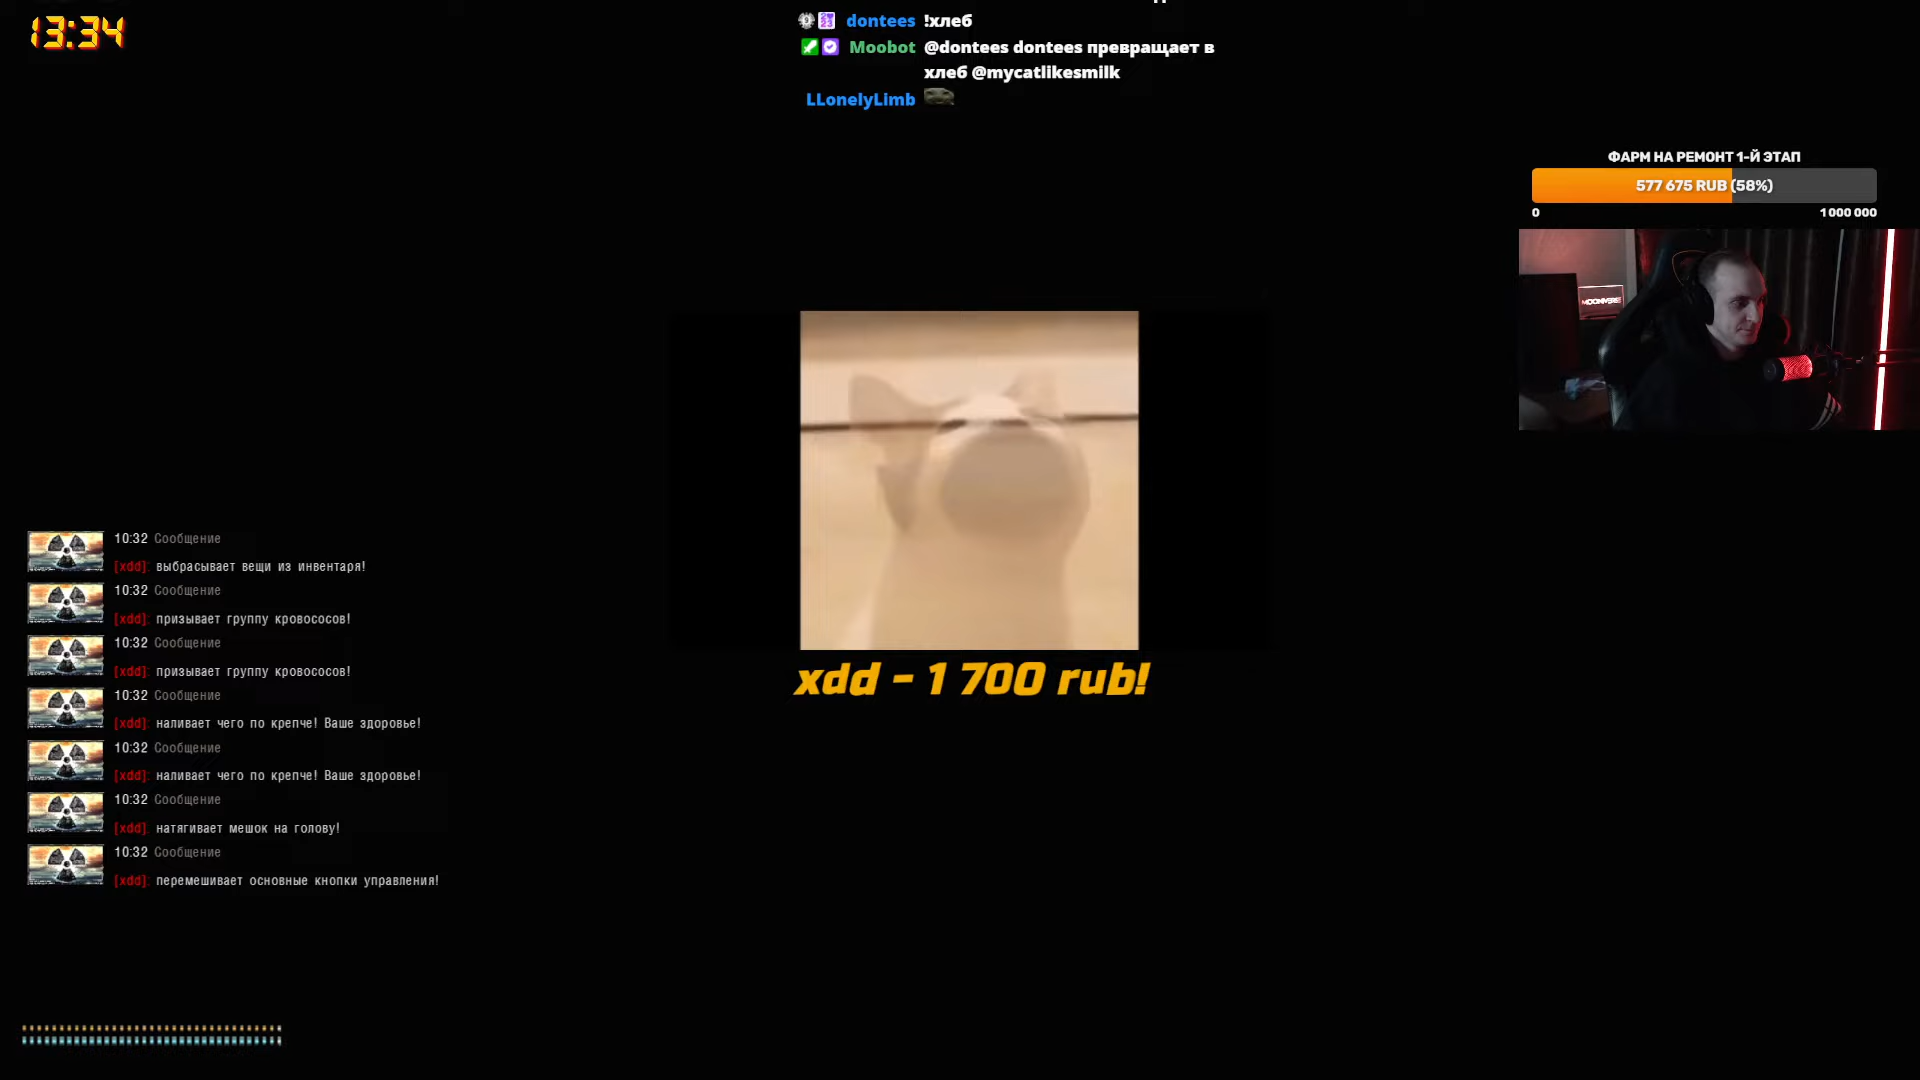 13:34
dontees !хлеб
Moobot @dontees dontees превращает в
хлеб @mycatlikesmilk
LLonelyLimb
ФАРМ НА РЕМОНТ 1-Й ЭТАП
577 675 RUB (58%)
0 1 000 000
MOONVERSE
xdd - 1 700 rub!
10:32 Сообщение
[xdd]: выбрасывает вещи из инвентаря!
10:32 Сообщение
[xdd]: призывает группу кровососов!
10:32 Сообщение
[xdd]: призывает группу кровососов!
10:32 Сообщение
[xdd]: наливает чего по крепче! Ваше здоровье!
10:32 Сообщение
[xdd]: наливает чего по крепче! Ваше здоровье!
10:32 Сообщение
[xdd]: натягивает мешок на голову!
10:32 Сообщение
[xdd]: перемешивает основные кнопки управления!